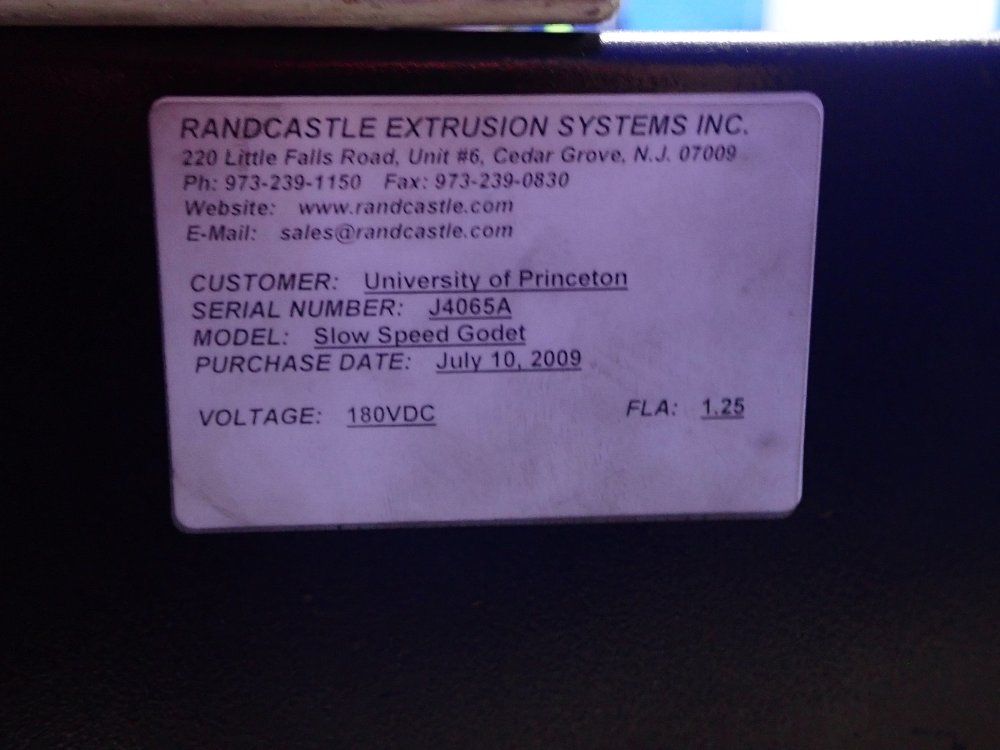 RANDCASTLE EXTRUSION SYSTEMS INC.
220 Little Falls Road, Unit #6, Cedar Grove, N.J. 07009
Ph: 973-239-1150 Fax: 973-239-0830
Website: www.randcastle.com
E-Mail: sales@randcastle.com
CUSTOMER: University of Princeton
SERIAL NUMBER: J4065A
MODEL: Slow Speed Godet
PURCHASE DATE: July 10, 2009
VOLTAGE: 180VDC FLA: 1.25